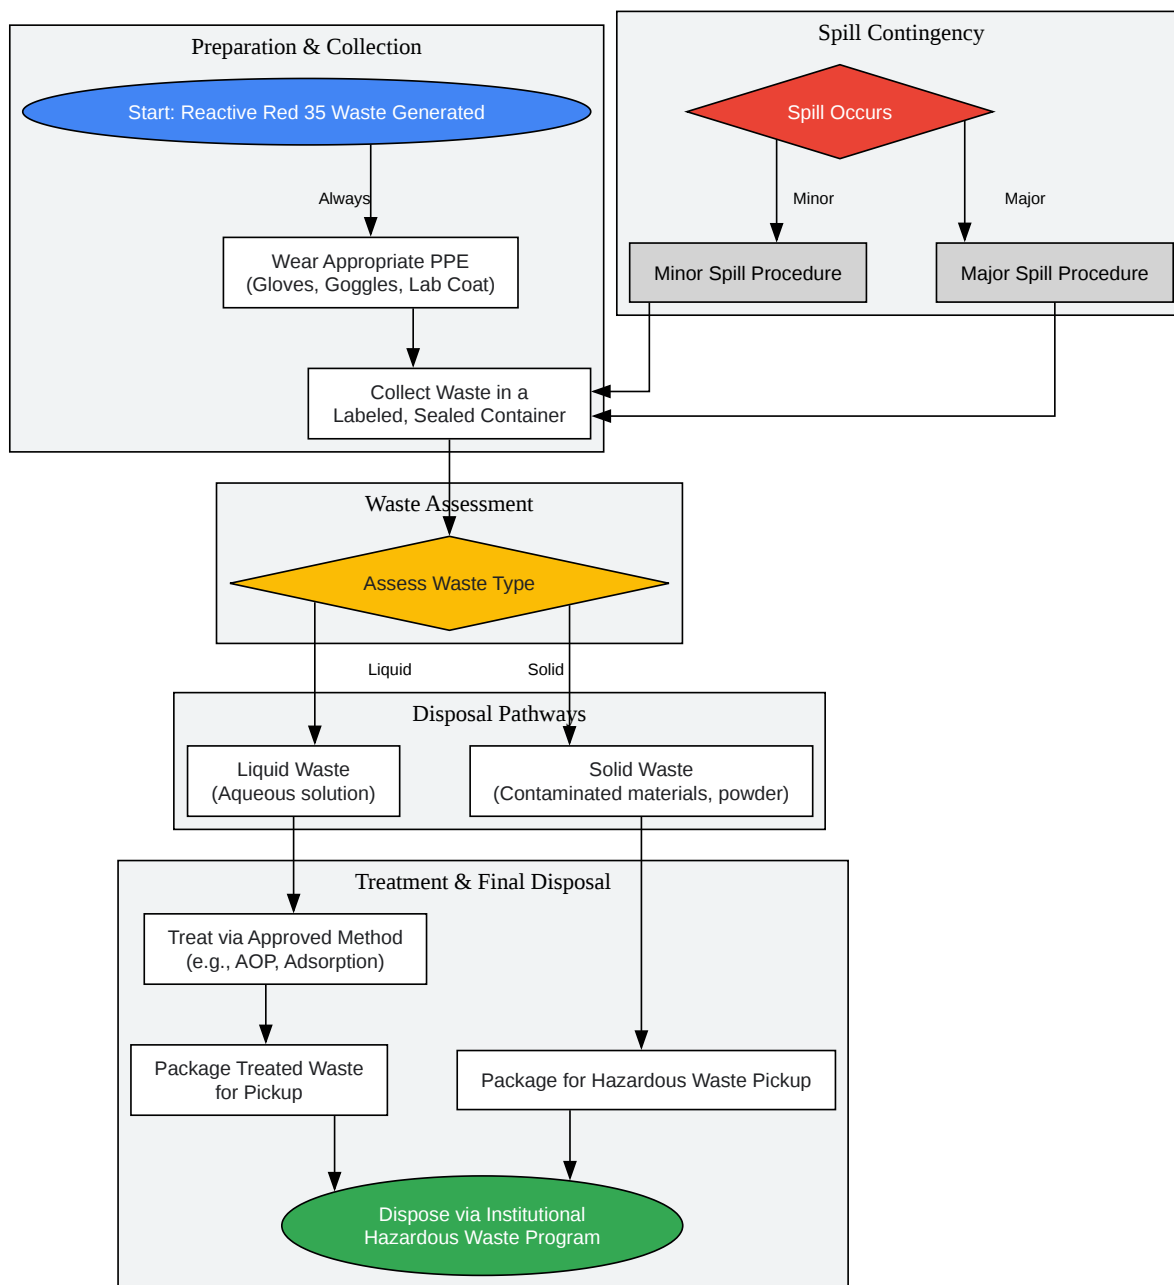 Preparation & Collection
Start: Reactive Red 35 Waste Generated
Always
Wear Appropriate PPE
(Gloves, Goggles, Lab Coat)
Collect Waste in a
Labeled, Sealed Container
Spill Contingency
Spill Occurs
Minor
Major
Minor Spill Procedure
Major Spill Procedure
Waste Assessment
Assess Waste Type
Liquid
Solid
Disposal Pathways
Liquid Waste
(Aqueous solution)
Solid Waste
(Contaminated materials, powder)
Treatment & Final Disposal
Treat via Approved Method
(e.g., AOP, Adsorption)
Package Treated Waste
for Pickup
Package for Hazardous Waste Pickup
Dispose via Institutional
Hazardous Waste Program